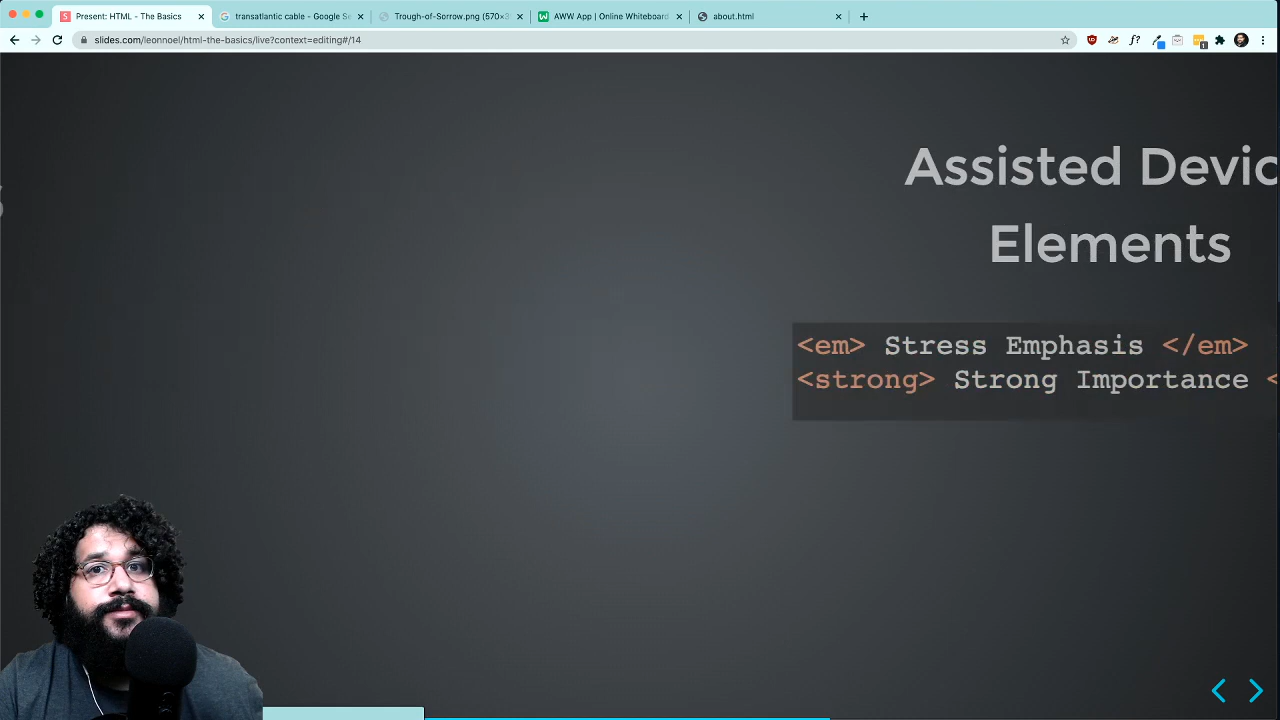 Present: HTML - The Basics
transatlantic cable - Google Se
Trough-of-Sorrow.png (570×3
AWW App | Online Whiteboard
about.html
slides.com/leonnoel/html-the-basics/live?context=editing#/14
Assisted Devic
Elements
<em> Stress Emphasis </em>
<strong> Strong Importance <